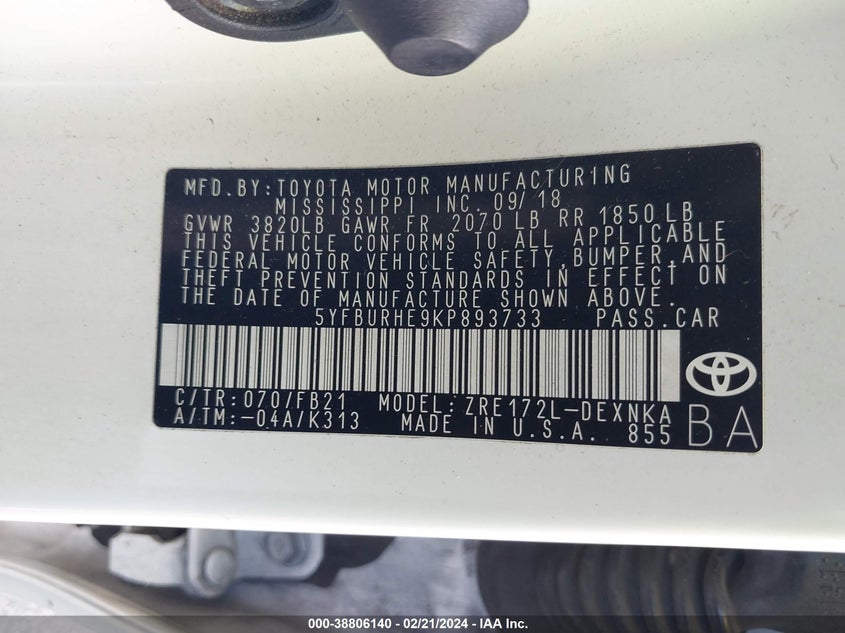 MFD.BY:TOYOTA MOTOR MANUFACTURING
MISSISSIPPI INC 09/18
GVWR 3820LB GAWR FR 2070 LB RR 1850 LB
THIS VEHICLE CONFORMS TO ALL APPLICABLE
FEDERAL MOTOR VEHICLE SAFETY, BUMPER, AND
THEFT PREVENTION STANDARDS IN EFFECT ON
THE DATE OF MANUFACTURE SHOWN ABOVE.
5YFBURHE9KP893733 PASS.CAR
C/TR:070/FB21 MODEL:ZRE172L-DEXNKA
A/TM:-04A/K313 MADE IN U.S.A. 855 BA
000-38806140 - 02/21/2024 - IAA Inc.